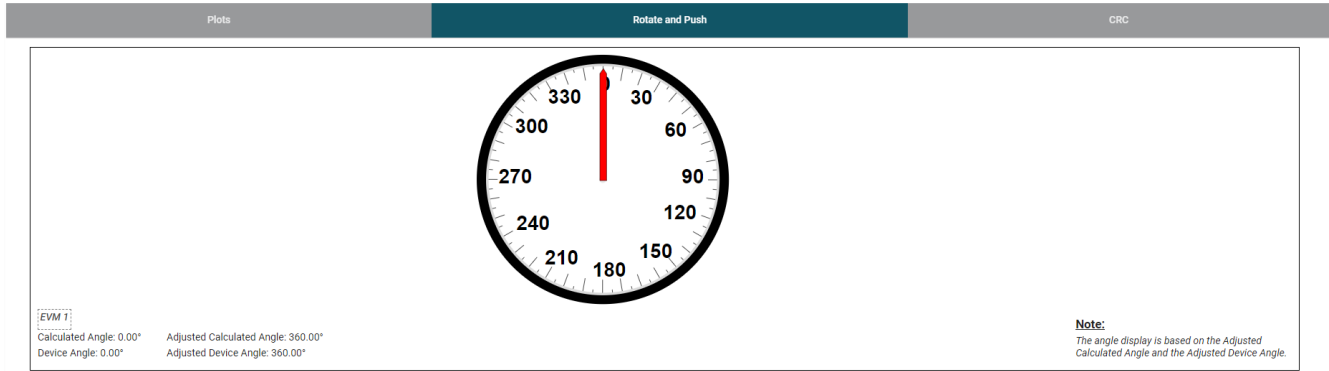 Plots Rotate and Push CRC
0
330 30
300 60
270 90
240 120
210 150
180
EVM 1
Calculated Angle: 0.00° Adjusted Calculated Angle: 360.00°
Device Angle: 0.00° Adjusted Device Angle: 360.00°
Note:
The angle display is based on the Adjusted
Calculated Angle and the Adjusted Device Angle.